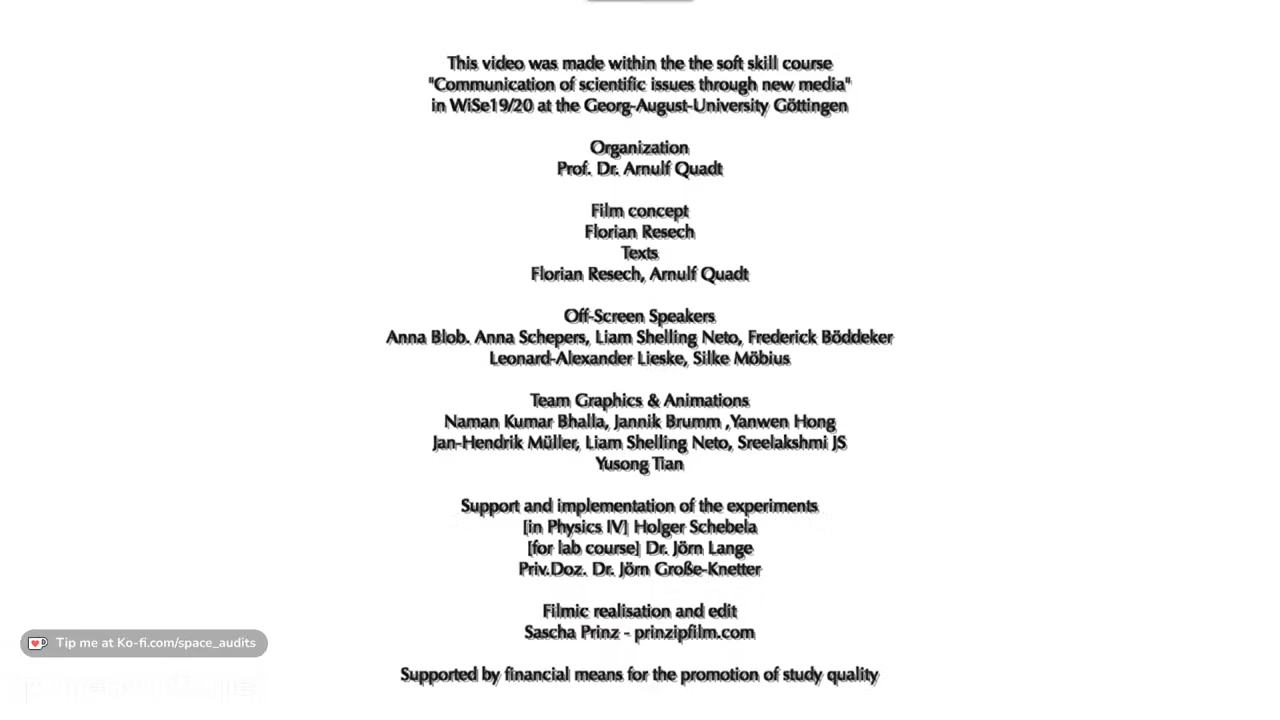 This video was made within the the soft skill course
"Communication of scientific issues through new media"
in WiSe19/20 at the Georg-August-University Göttingen
Organization
Prof. Dr. Arnulf Quadt
Film concept
Florian Resech
Texts
Florian Resech, Arnulf Quadt
Off-Screen Speakers
Anna Blob. Anna Schepers, Liam Shelling Neto, Frederick Böddeker
Leonard-Alexander Lieske, Silke Möbius
Team Graphics & Animations
Naman Kumar Bhalla, Jannik Brumm ,Yanwen Hong
Jan-Hendrik Müller, Liam Shelling Neto, Sreelakshmi JS
Yusong Tian
Support and implementation of the experiments
[in Physics IV] Holger Schebela
[for lab course] Dr. Jörn Lange
Priv.Doz. Dr. Jörn Große-Knetter
Filmic realisation and edit
Sascha Prinz - prinzipfilm.com
Tip me at Ko-fi.com/space_audits
Supported by financial means for the promotion of study quality